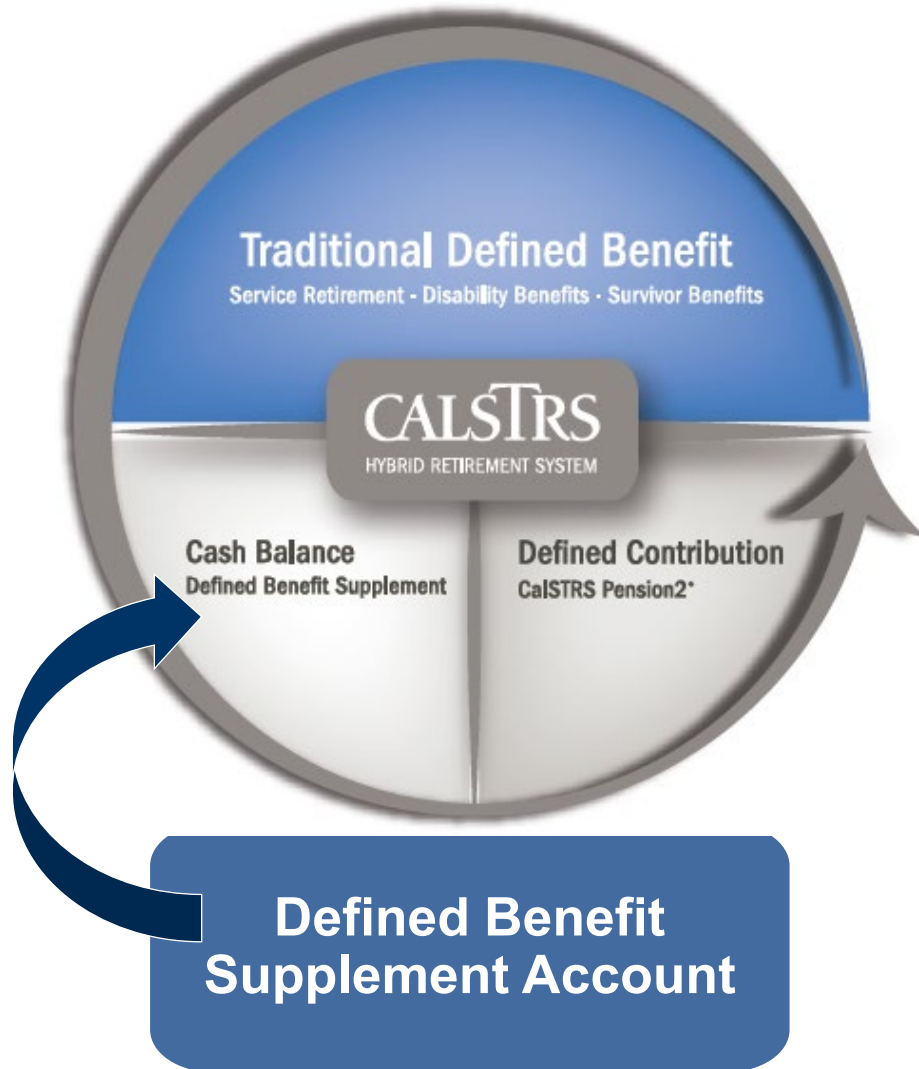 Traditional Defined Benefit
Service Retirement - Disability Benefits - Survivor Benefits
CALSTRS
HYBRID RETIREMENT SYSTEM
Cash Balance
Defined Benefit Supplement
Defined Contribution
CalSTRS Pension2*
Defined Benefit
Supplement Account